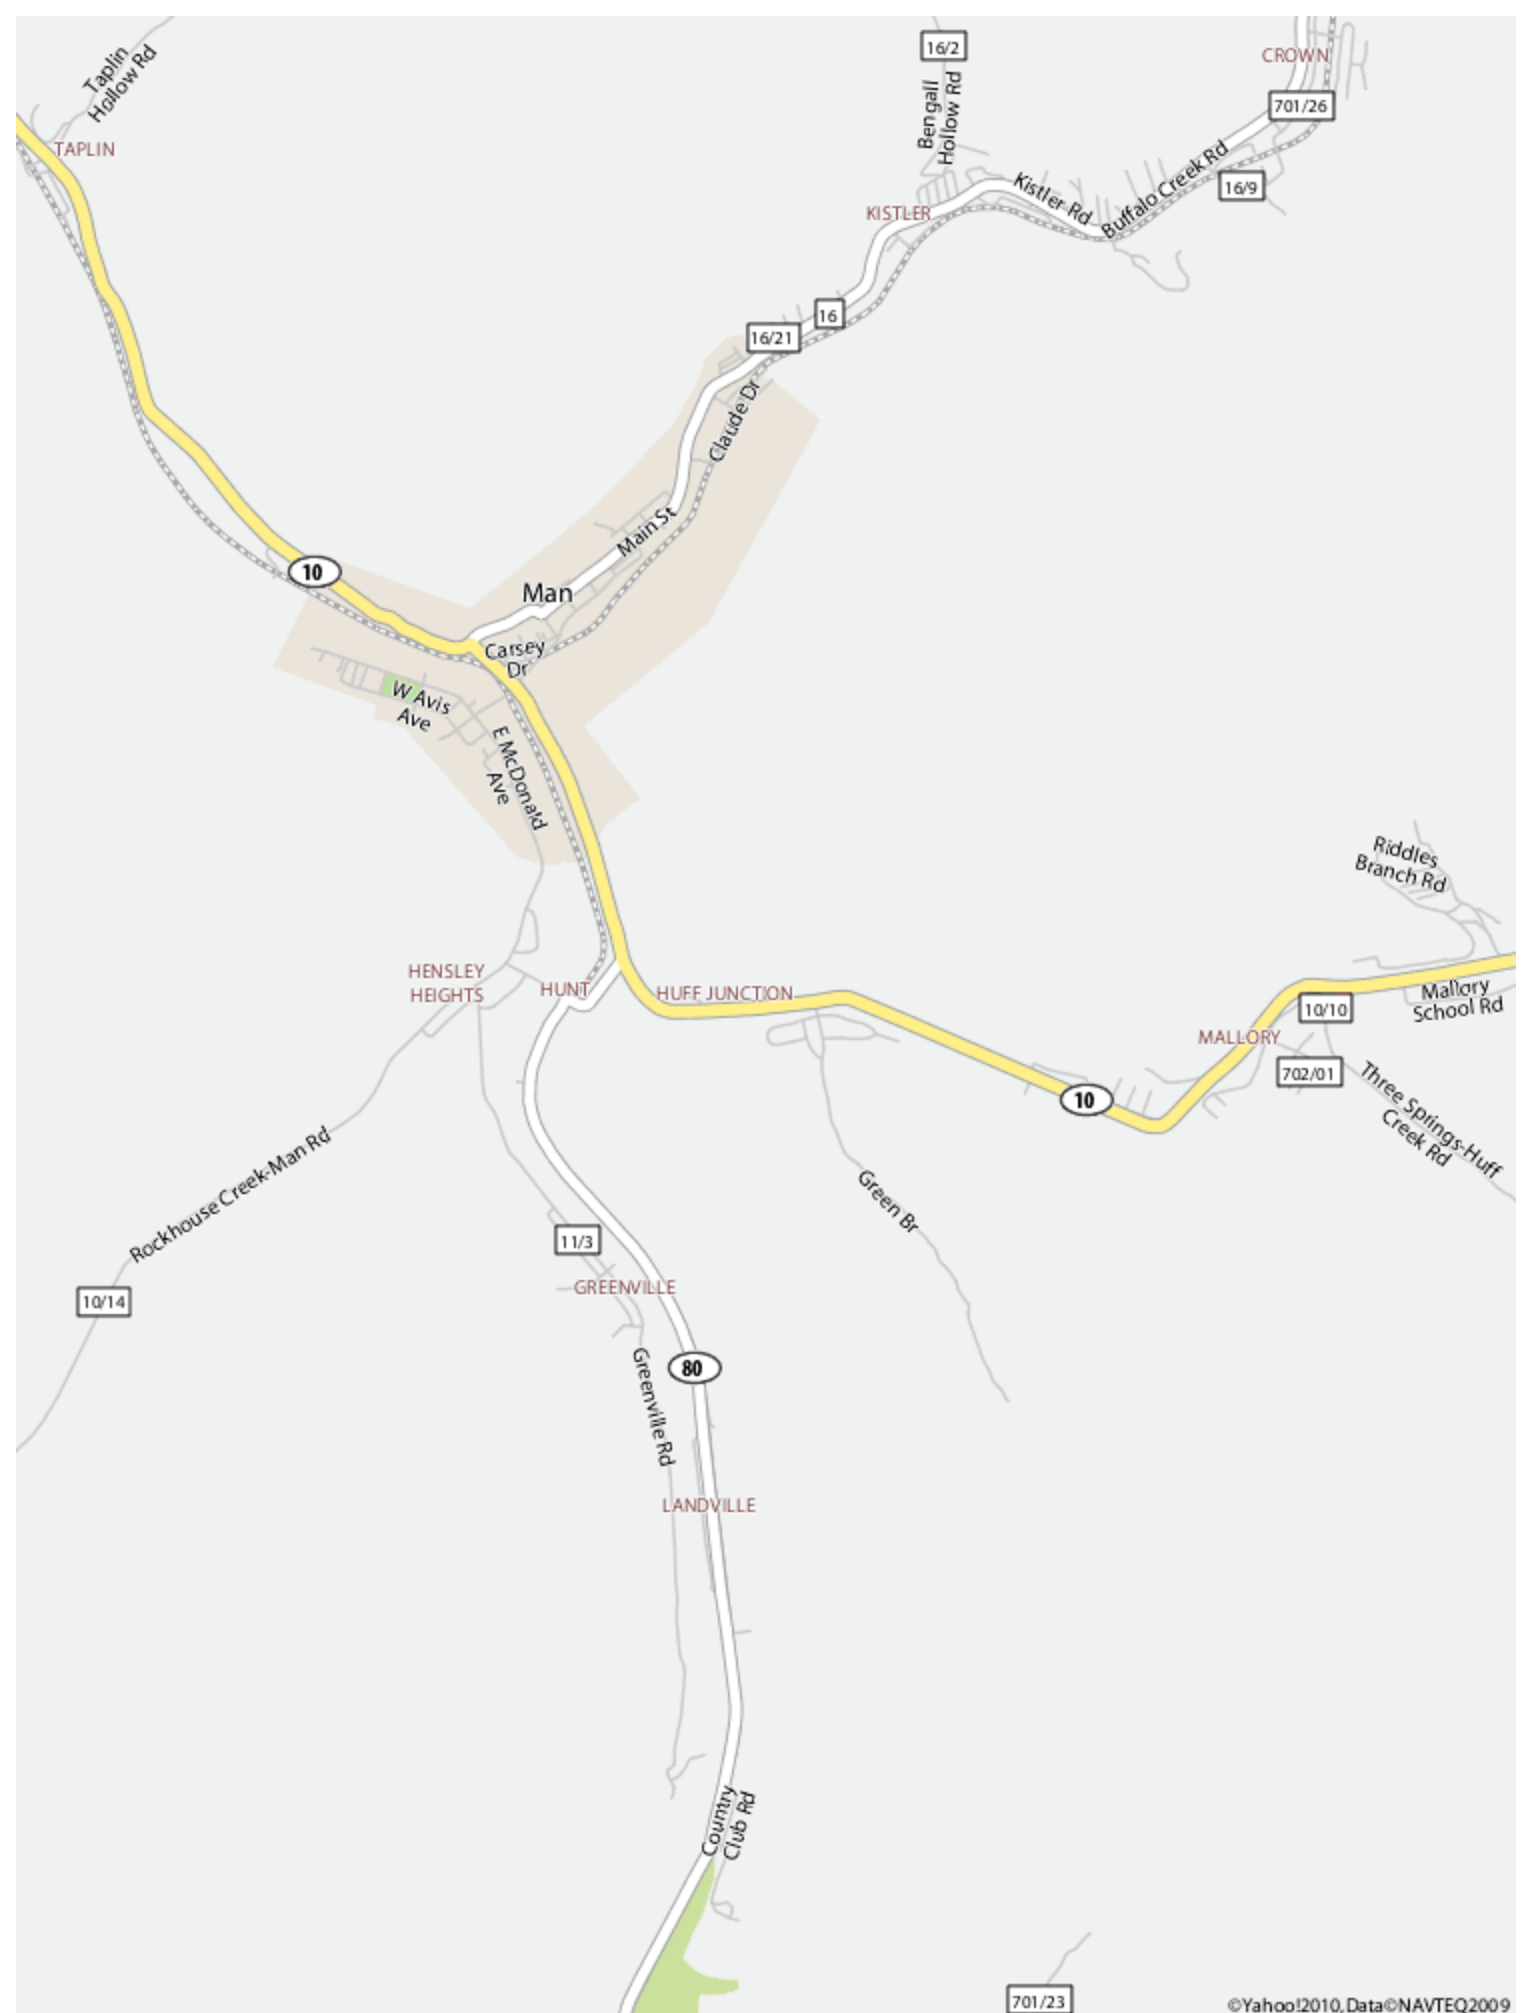 16/2
CROWN
Taplin
Hollow Rd
Bengall
Hollow Rd
701/26
TAPLIN
Kistler Rd
Buffalo Creek Rd
16/9
KISTLER
16
16/21
Claude Dr
Main St
10
Man
Carsey
Dr
W Avis
Ave
E McDonald
Ave
Riddles
Branch Rd
HENSLEY
HEIGHTS
HUNT
HUFF JUNCTION
Mallory
School Rd
10/10
MALLORY
702/01
10
Three Springs-Huff
Creek Rd
Rockhouse Creek-Man Rd
Green Br
11/3
GREENVILLE
10/14
80
Greenville Rd
LANDVILLE
Country
Club Rd
701/23
©Yahoo!2010,Data©NAVTEQ2009